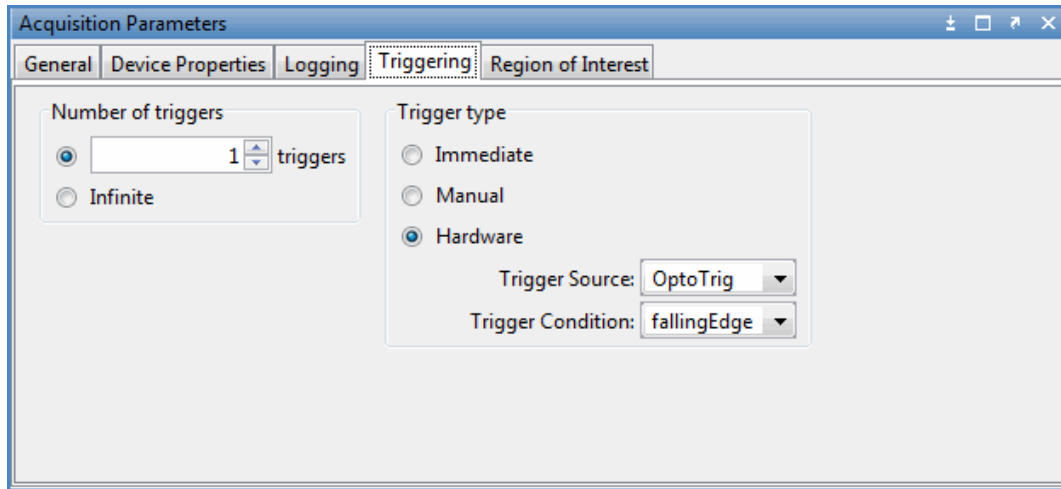 Acquisition Parameters
General Device Properties Logging Triggering Region of Interest
Number of triggers
1 triggers
Infinite
Trigger type
Immediate
Manual
Hardware
Trigger Source: OptoTrig
Trigger Condition: fallingEdge